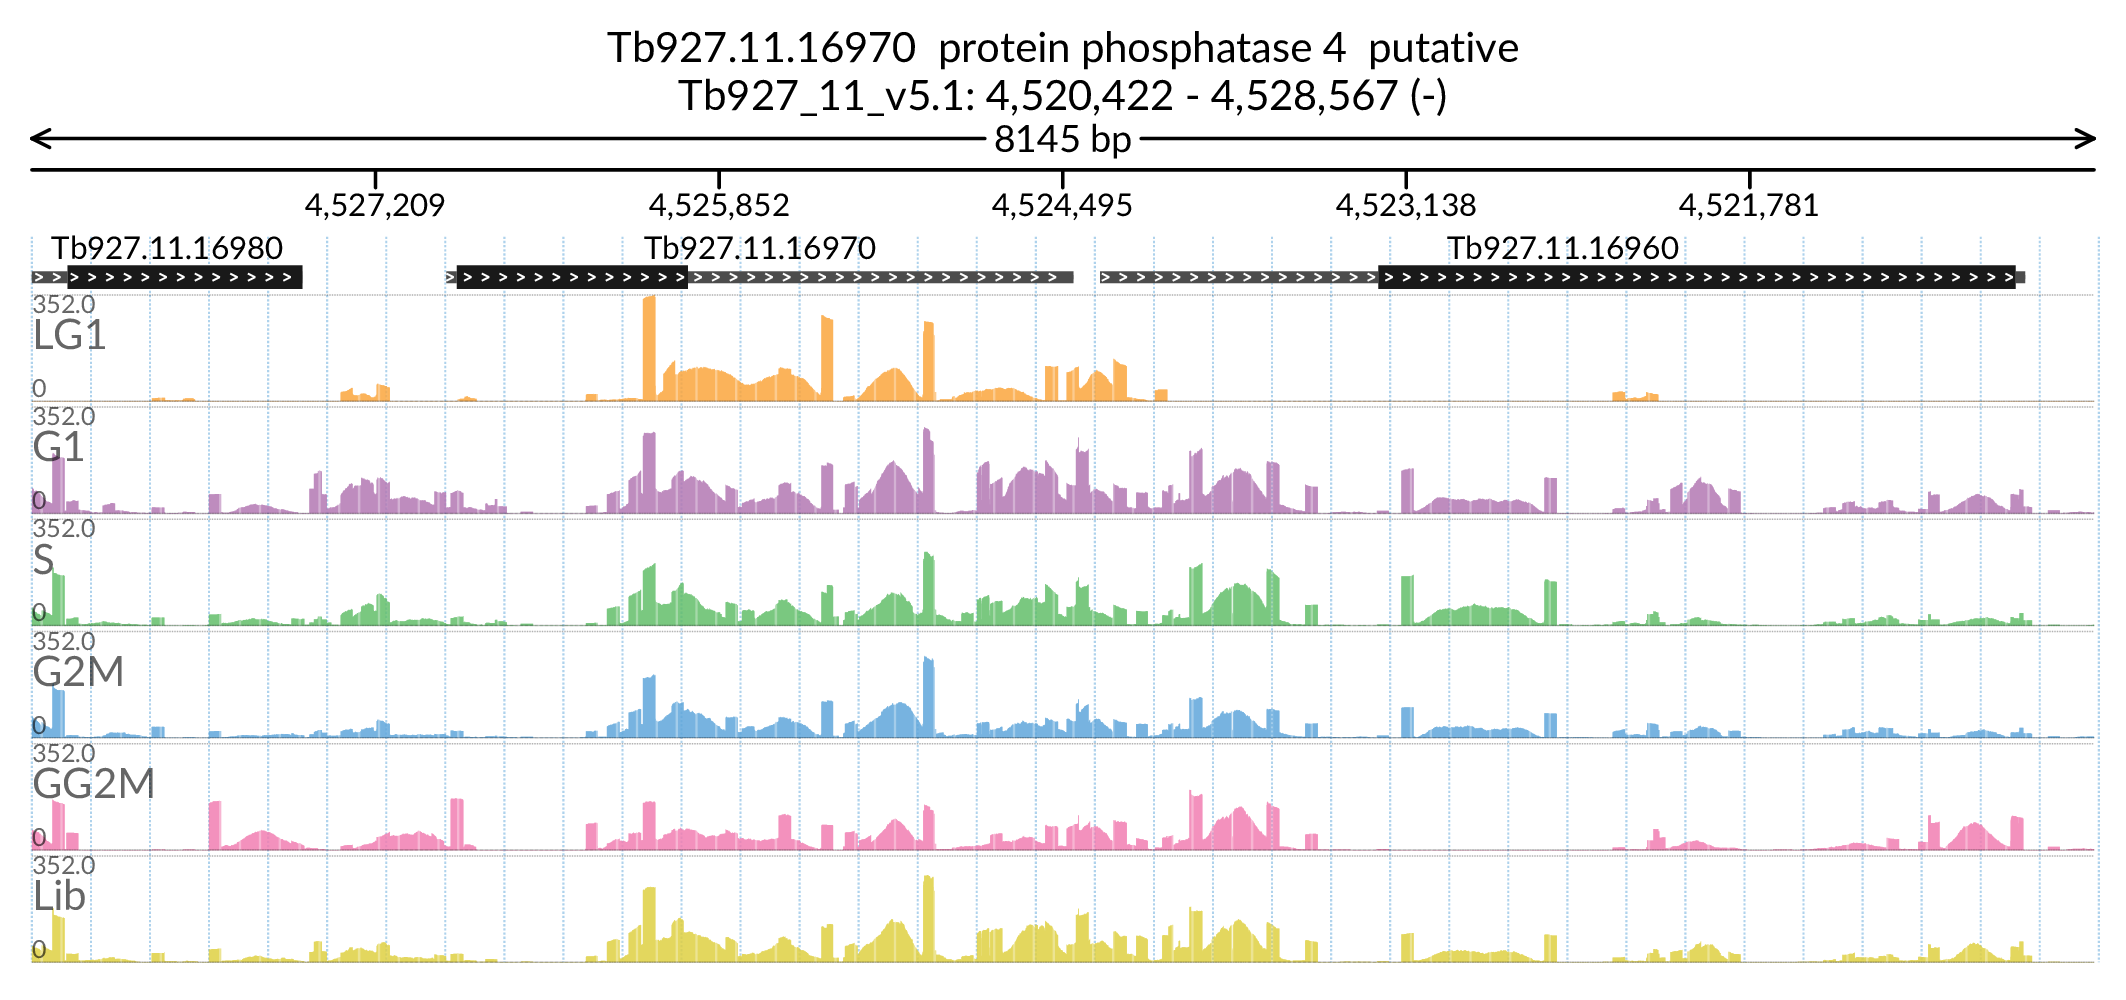 Tb927.11.16970 protein phosphatase 4 putative
Tb927_11_v5.1: 4,520,422 - 4,528,567 (-)
8145 bp
4,527,209 4,525,852 4,524,495 4,523,138 4,521,781
Tb927.11.16980 Tb927.11.16970 Tb927.11.16960
352.0
LG1
0
352.0
G1
0
352.0
S
0
352.0
G2M
0
352.0
GG2M
0
352.0
Lib
0